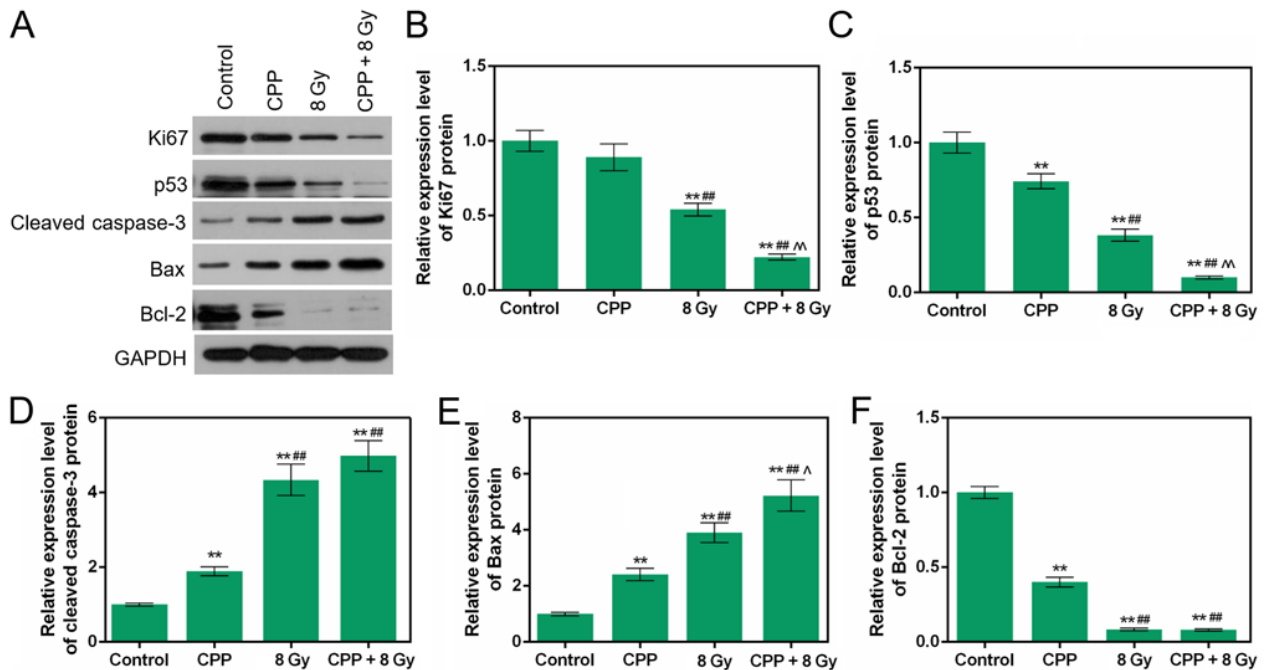 A
Control
CPP
8 Gy
CPP + 8 Gy
Ki67
p53
Cleaved caspase-3
Bax
Bcl-2
GAPDH
B
Relative expression level
of Ki67 protein
1.5
1.0
0.5
0.0
** ##
** ## ^^
Control CPP 8 Gy CPP + 8 Gy
C
Relative expression level
of p53 protein
1.5
1.0
0.5
0.0
**
** ##
** ## ^^
Control CPP 8 Gy CPP + 8 Gy
D
Relative expression level
of cleaved caspase-3 protein
6
4
2
0
**
** ##
** ##
Control CPP 8 Gy CPP + 8 Gy
E
Relative expression level
of Bax protein
8
6
4
2
0
**
** ##
** ## ^
Control CPP 8 Gy CPP + 8 Gy
F
Relative expression level
of Bcl-2 protein
1.5
1.0
0.5
0.0
**
** ##
** ##
Control CPP 8 Gy CPP + 8 Gy